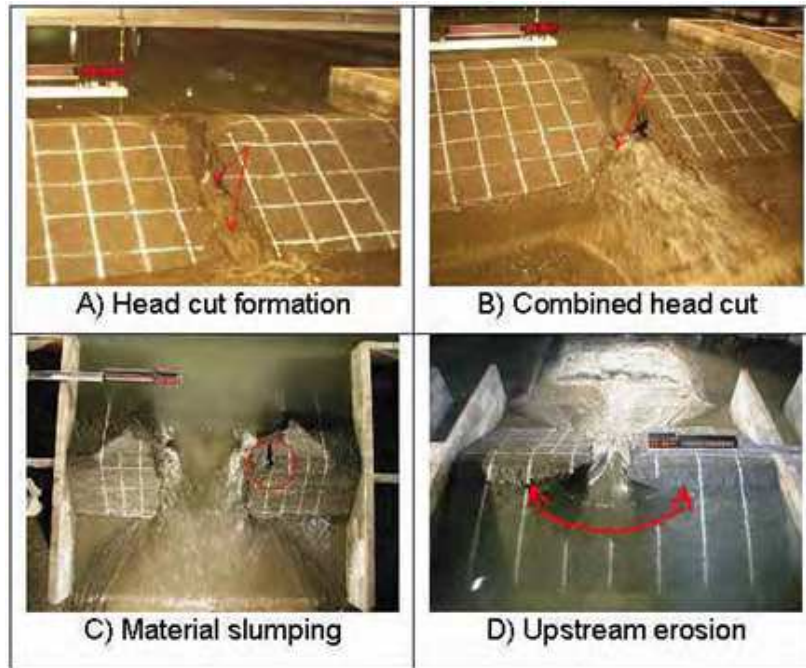 A) Head cut formation
B) Combined head cut
C) Material slumping
D) Upstream erosion